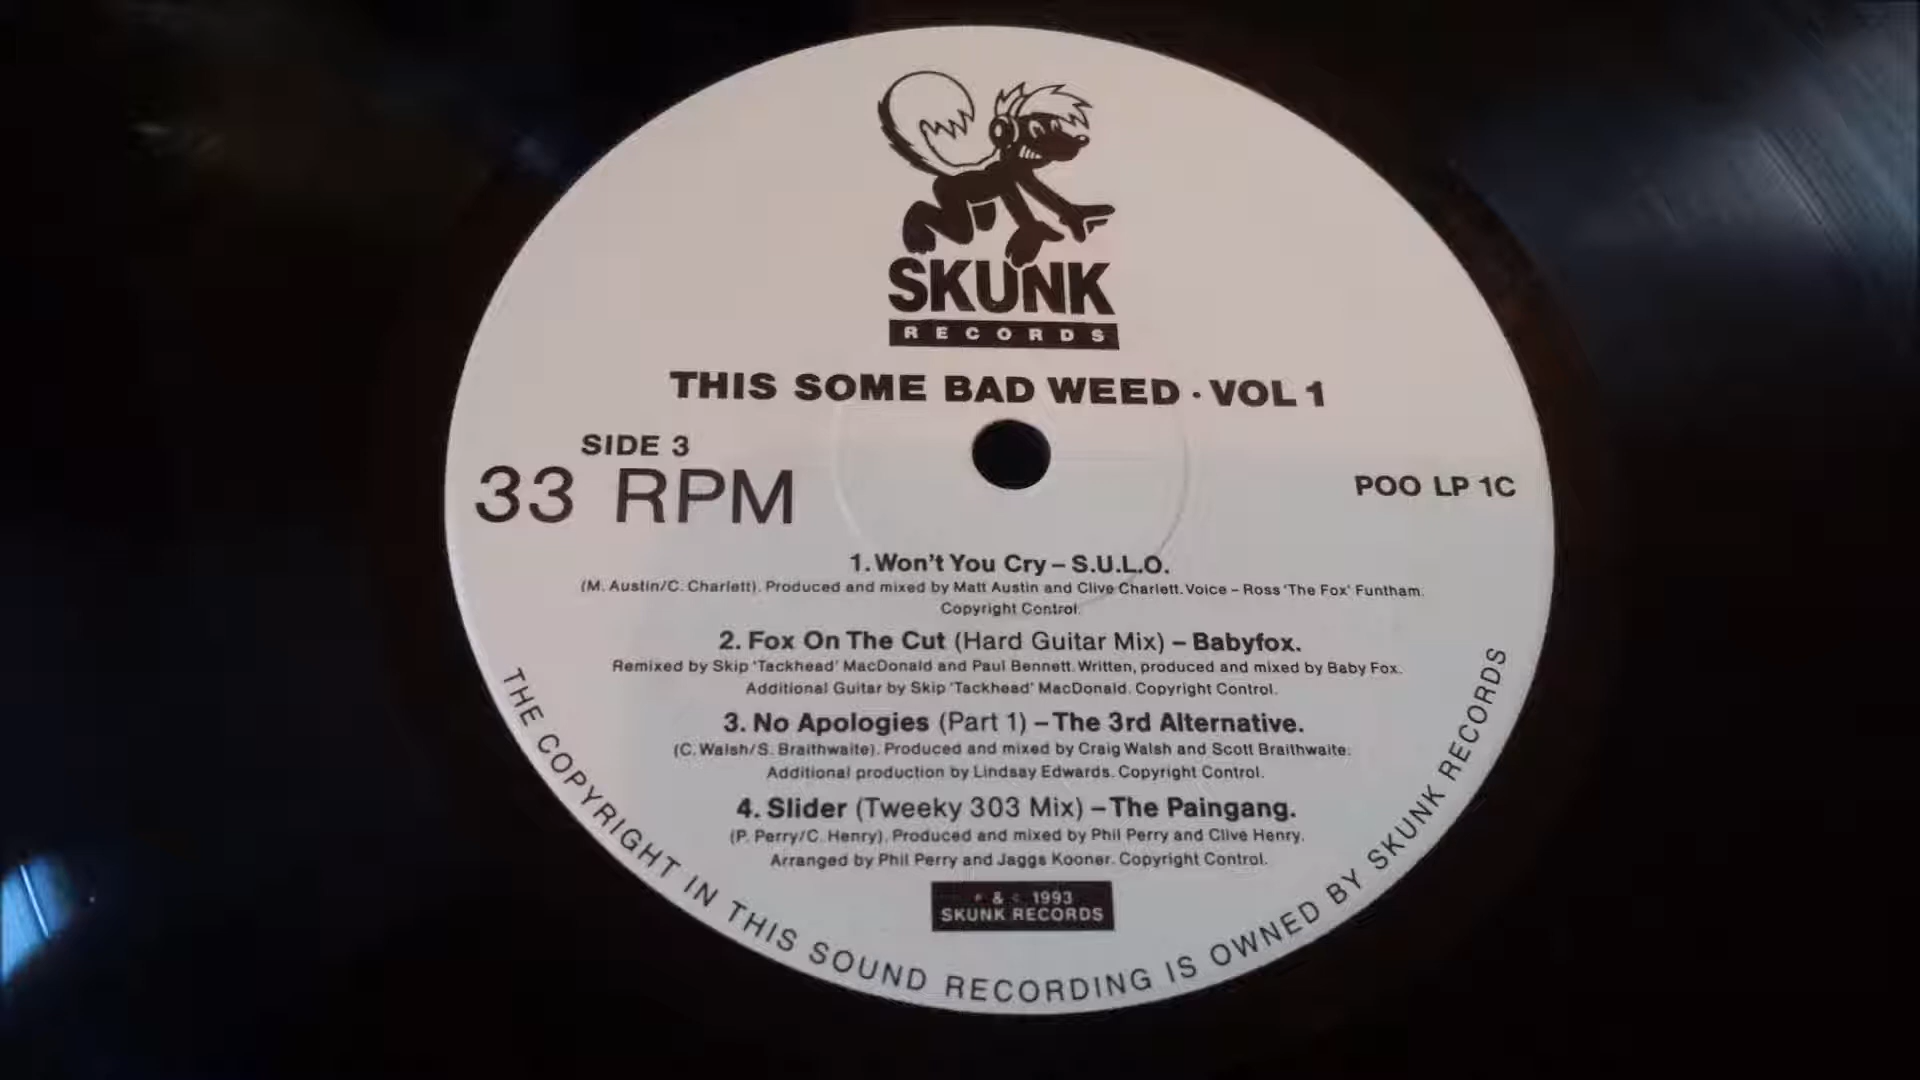 SKUNK
RECORDS
THIS SOME BAD WEED · VOL 1
SIDE 3
33 RPM
POO LP 1C
1. Won't You Cry – S.U.L.O.
(M. Austin/C. Charlett). Produced and mixed by Matt Austin and Clive Charlett. Voice – Ross 'The Fox' Funtham.
Copyright Control.
2. Fox On The Cut (Hard Guitar Mix) – Babyfox.
Remixed by Skip 'Tackhead' MacDonald and Paul Bennett. Written, produced and mixed by Baby Fox.
Additional Guitar by Skip 'Tackhead' MacDonald. Copyright Control.
3. No Apologies (Part 1) – The 3rd Alternative.
(C. Walsh/S. Braithwaite). Produced and mixed by Craig Walsh and Scott Braithwaite.
Additional production by Lindsay Edwards. Copyright Control.
4. Slider (Tweeky 303 Mix) – The Paingang.
(P. Perry/C. Henry). Produced and mixed by Phil Perry and Clive Henry.
Arranged by Phil Perry and Jaggs Kooner. Copyright Control.
℗ & © 1993
SKUNK RECORDS
THE COPYRIGHT IN THIS SOUND RECORDING IS OWNED BY SKUNK RECORDS